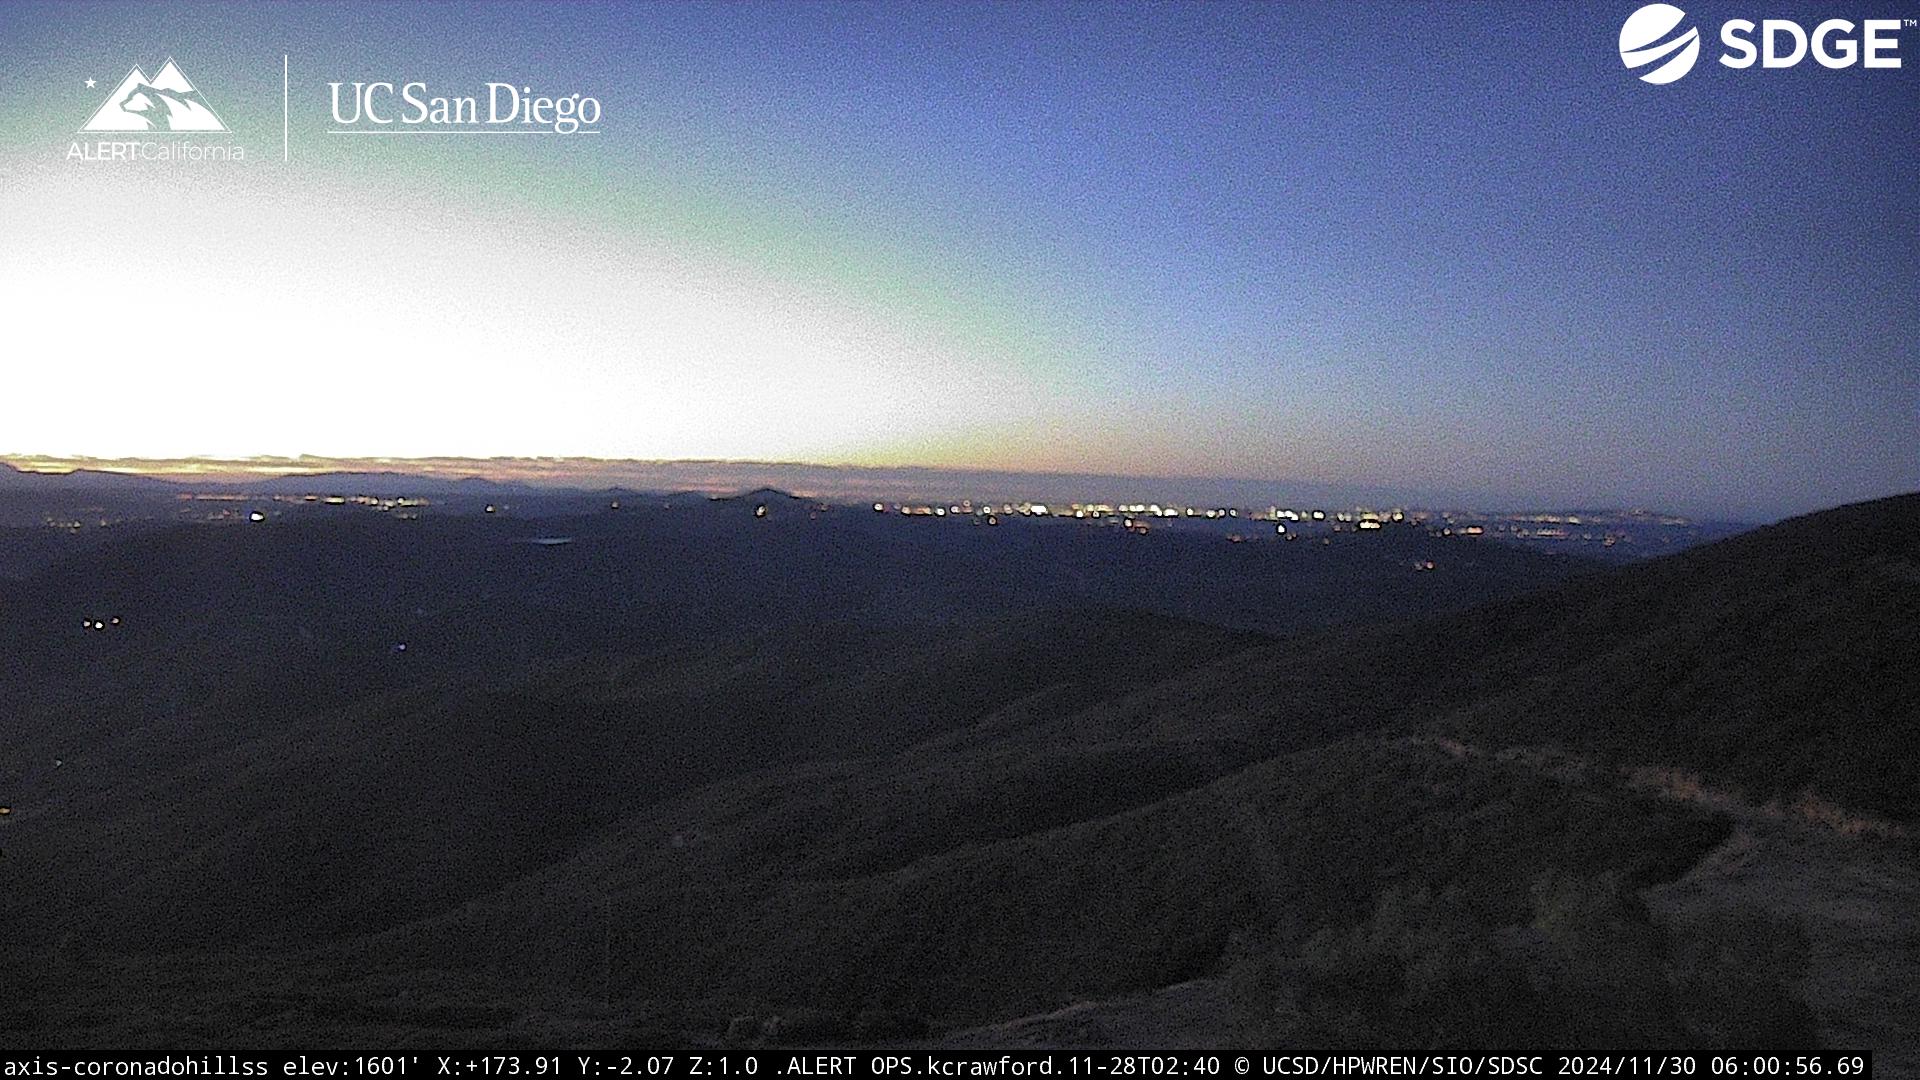 SDGE™
UC San Diego
ALERTCalifornia
axis-coronadohillss elev:1601' X:+173.91 Y:-2.07 Z:1.0 .ALERT OPS.kcrawford.11-28T02:40 © UCSD/HPWREN/SIO/SDSC 2024/11/30 06:00:56.69